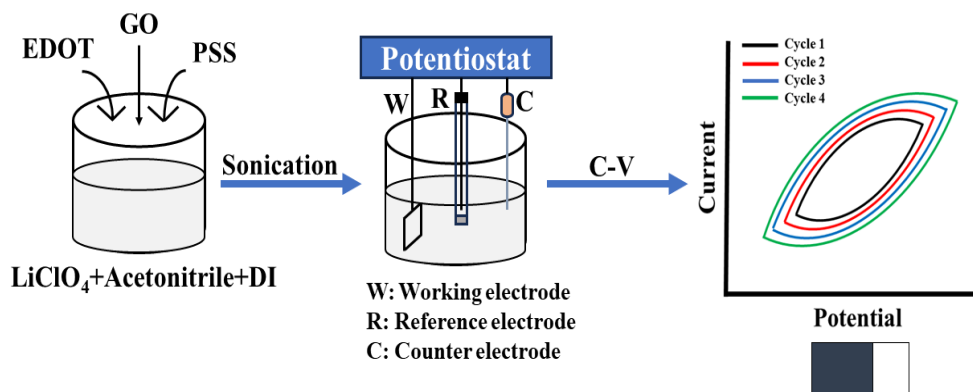 GO
EDOT
PSS
LiClO₄+Acetonitrile+DI
Sonication
Potentiostat
W
R
C
W: Working electrode
R: Reference electrode
C: Counter electrode
C-V
Cycle 1
Cycle 2
Cycle 3
Cycle 4
Current
Potential